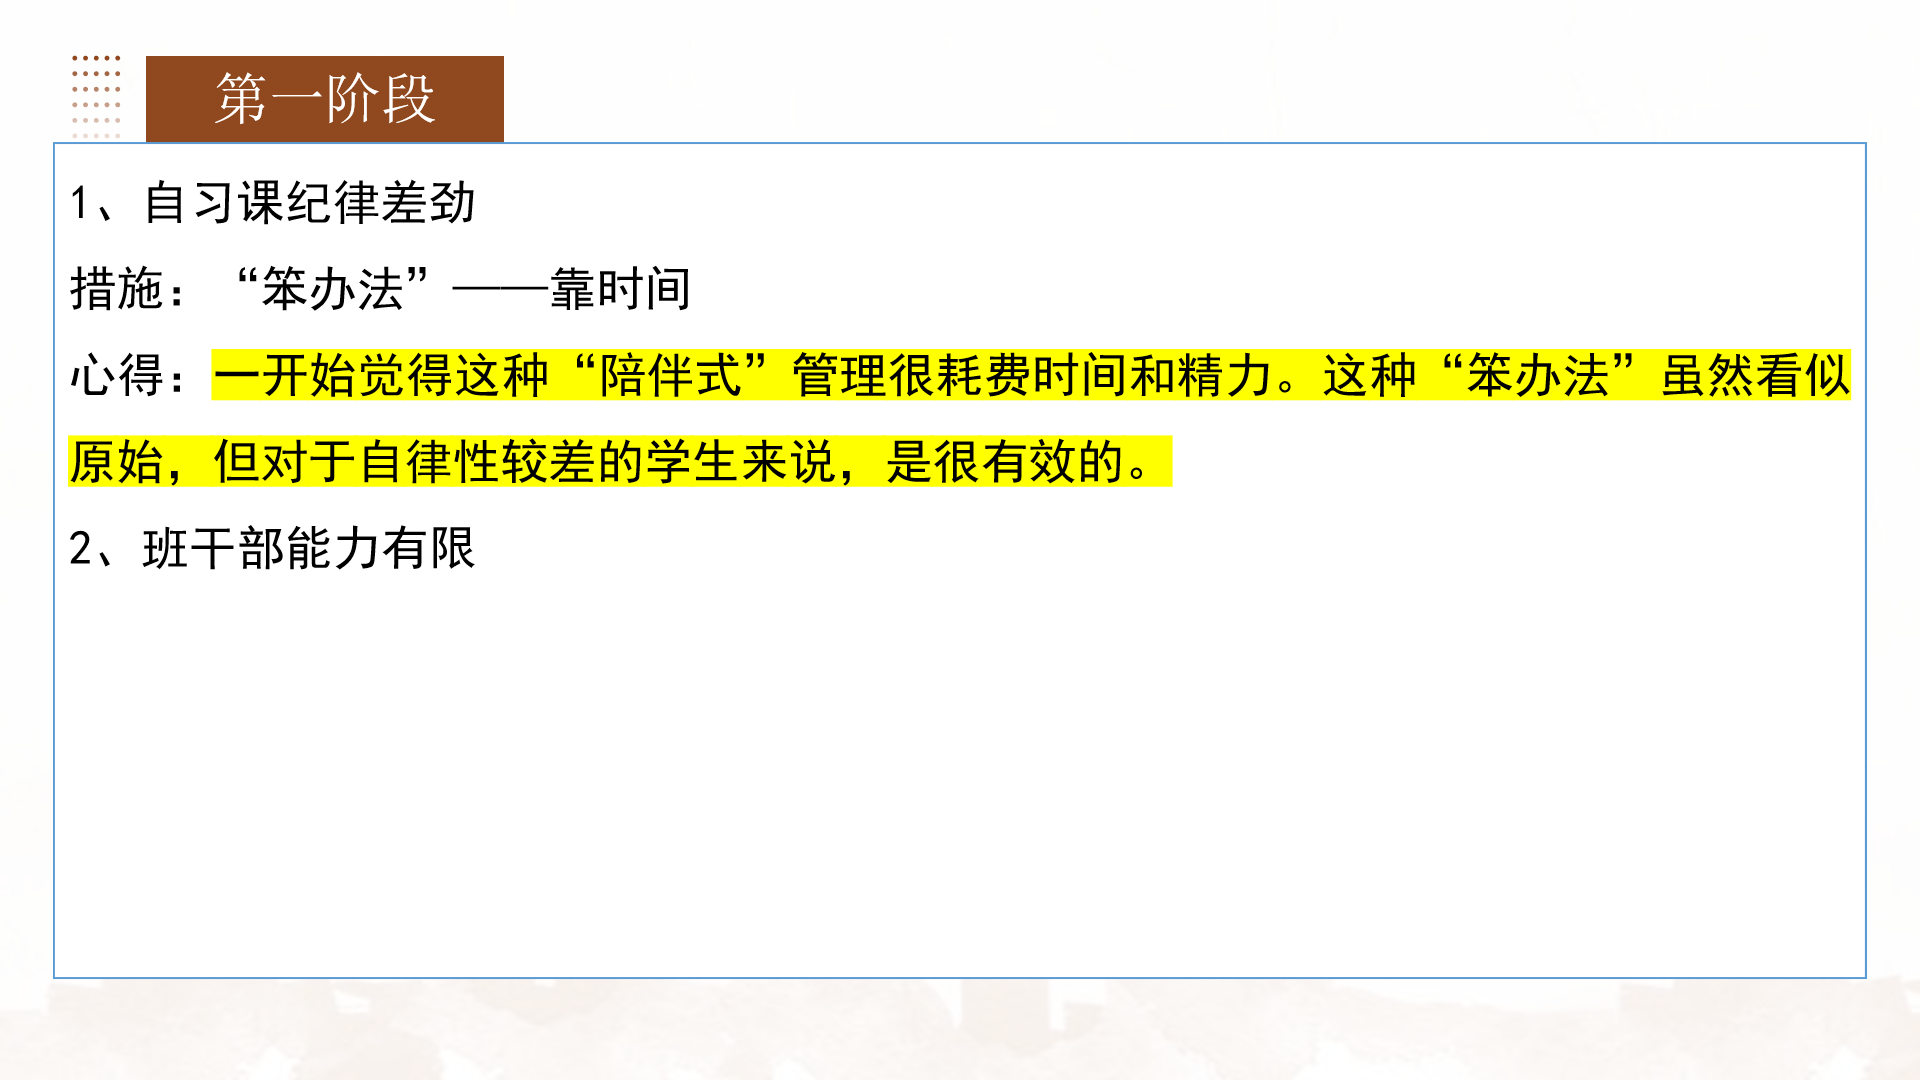 第一阶段
1、自习课纪律差劲
措施：“笨办法”——靠时间
心得：一开始觉得这种“陪伴式”管理很耗费时间和精力。这种“笨办法”虽然看似
原始，但对于自律性较差的学生来说，是很有效的。
2、班干部能力有限